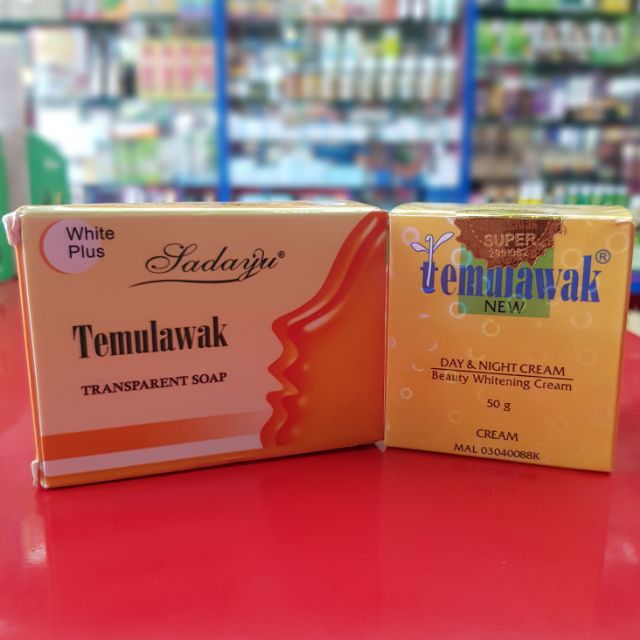 White
Plus
Sadayu®
Temulawak
TRANSPARENT SOAP
SUPER
2991082
temulawak®
NEW
DAY & NIGHT CREAM
Beauty Whitening Cream
50 g
CREAM
MAL 03040088K